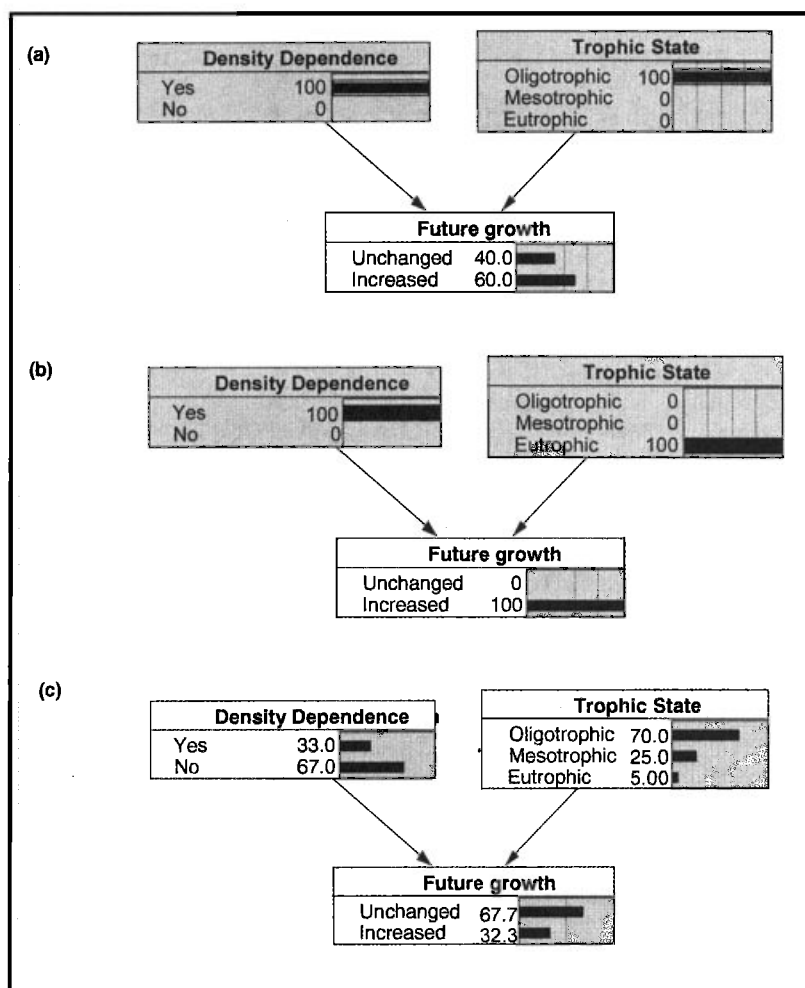 (a)
Density Dependence
Yes 100
No 0
Trophic State
Oligotrophic 100
Mesotrophic 0
Eutrophic 0
Future growth
Unchanged 40.0
Increased 60.0
(b)
Density Dependence
Yes 100
No 0
Trophic State
Oligotrophic 0
Mesotrophic 0
Eutrophic 100
Future growth
Unchanged 0
Increased 100
(c)
Density Dependence
Yes 33.0
No 67.0
Trophic State
Oligotrophic 70.0
Mesotrophic 25.0
Eutrophic 5.00
Future growth
Unchanged 67.7
Increased 32.3